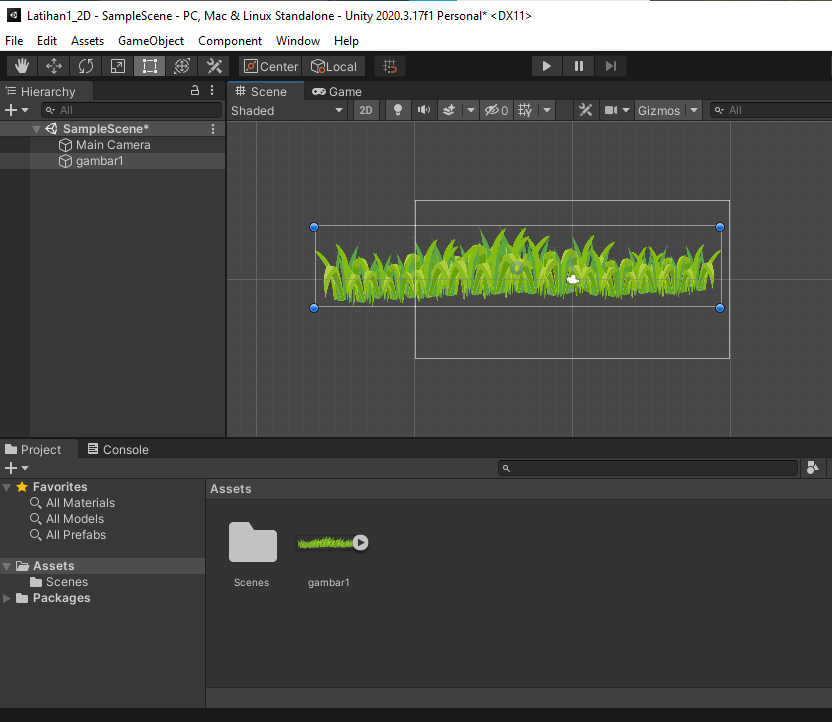 Latihan1_2D - SampleScene - PC, Mac & Linux Standalone - Unity 2020.3.17f1 Personal* <DX11>
File Edit Assets GameObject Component Window Help
Center Local
Hierarchy
Scene Game
All
Shaded 2D 0 Gizmos All
SampleScene*
Main Camera
gambar1
Project Console
Favorites
All Materials
All Models
All Prefabs
Assets
Scenes
Packages
Assets
Scenes gambar1